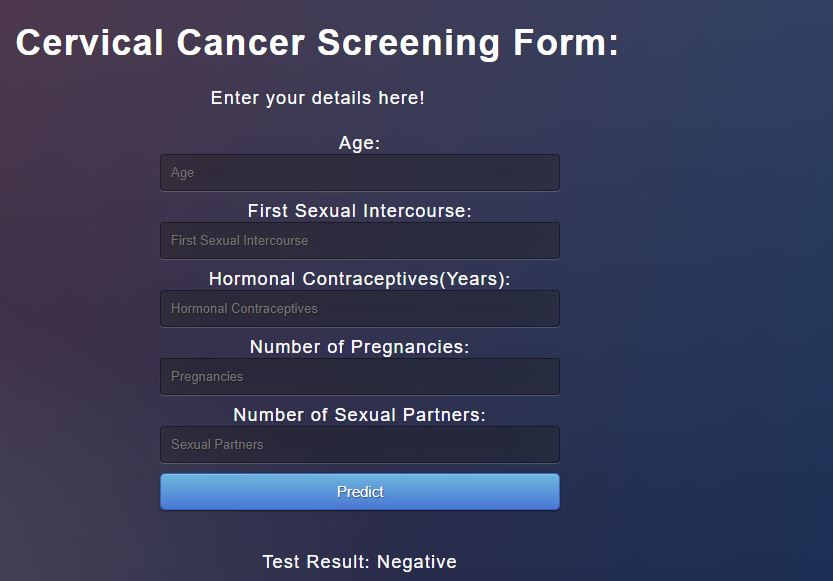 Cervical Cancer Screening Form:
Enter your details here!
Age:
Age
First Sexual Intercourse:
First Sexual Intercourse
Hormonal Contraceptives(Years):
Hormonal Contraceptives
Number of Pregnancies:
Pregnancies
Number of Sexual Partners:
Sexual Partners
Predict
Test Result: Negative